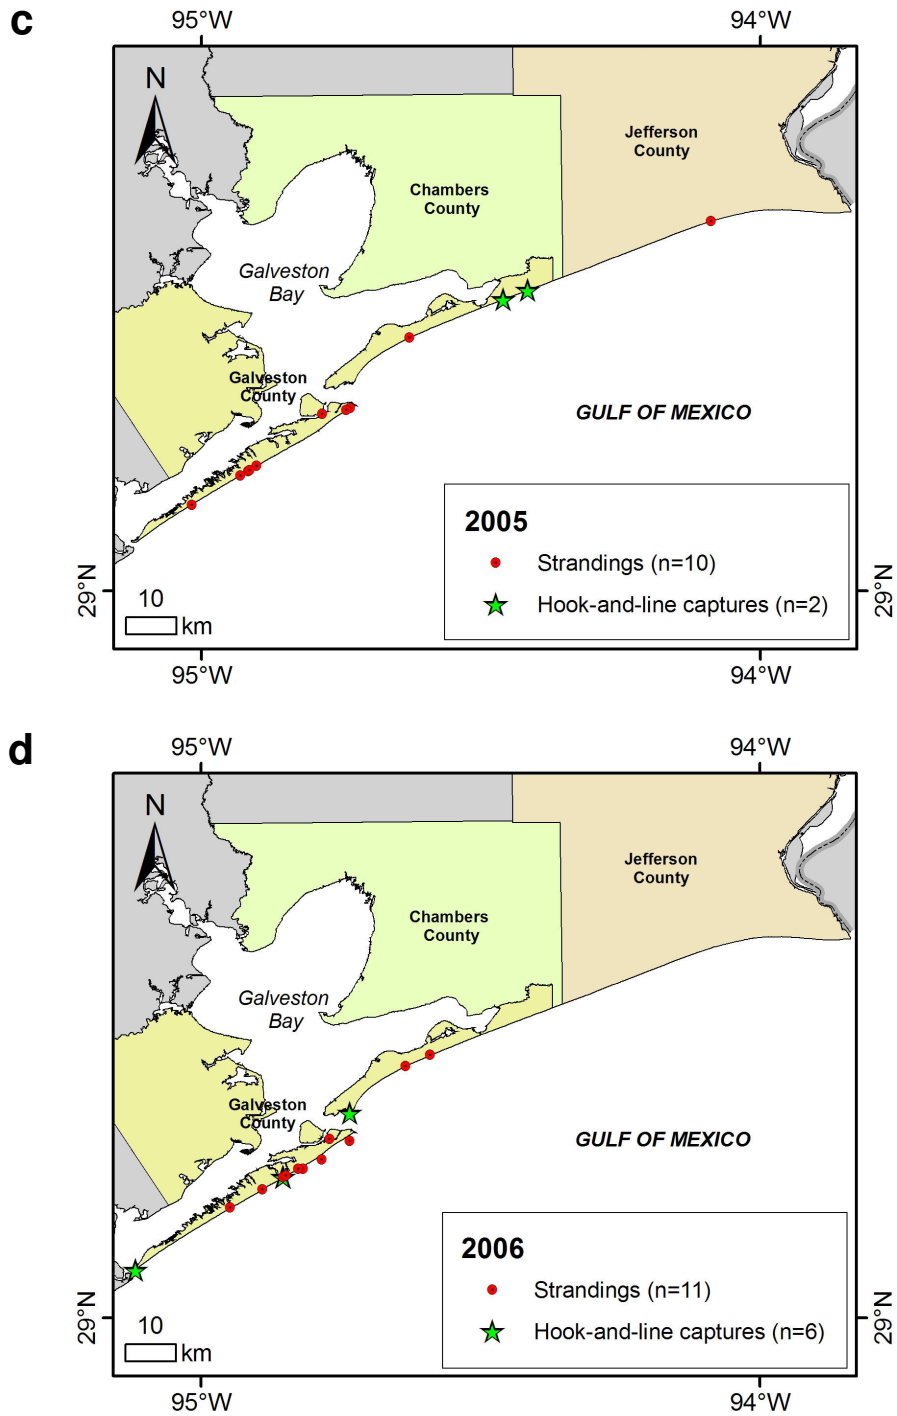 c
95°W 94°W
N
Jefferson
County
Chambers
County
Galveston
Bay
Galveston
County
GULF OF MEXICO
2005
Strandings (n=10)
Hook-and-line captures (n=2)
29°N 29°N
10
km
95°W 94°W
d
95°W 94°W
N
Jefferson
County
Chambers
County
Galveston
Bay
Galveston
County
GULF OF MEXICO
2006
Strandings (n=11)
Hook-and-line captures (n=6)
29°N 29°N
10
km
95°W 94°W